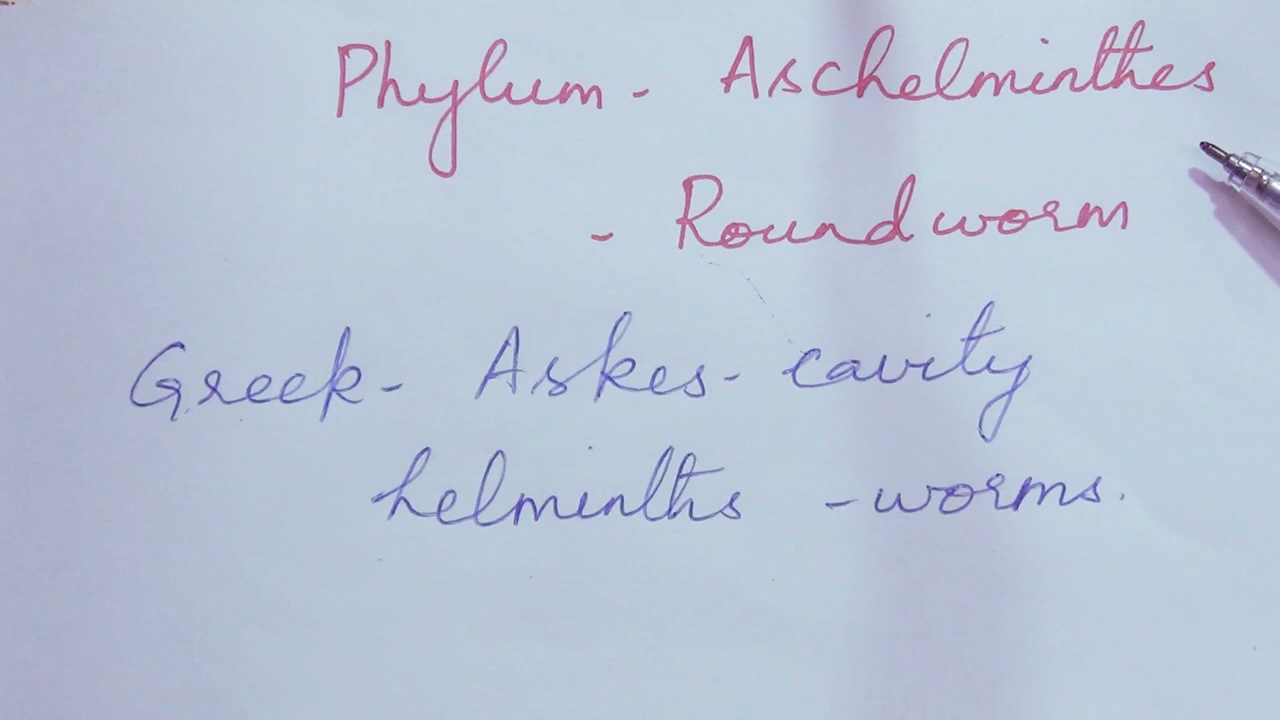 Phylum - Aschelminthes
- Roundworm
Greek - Askes - cavity
helminths - worms.